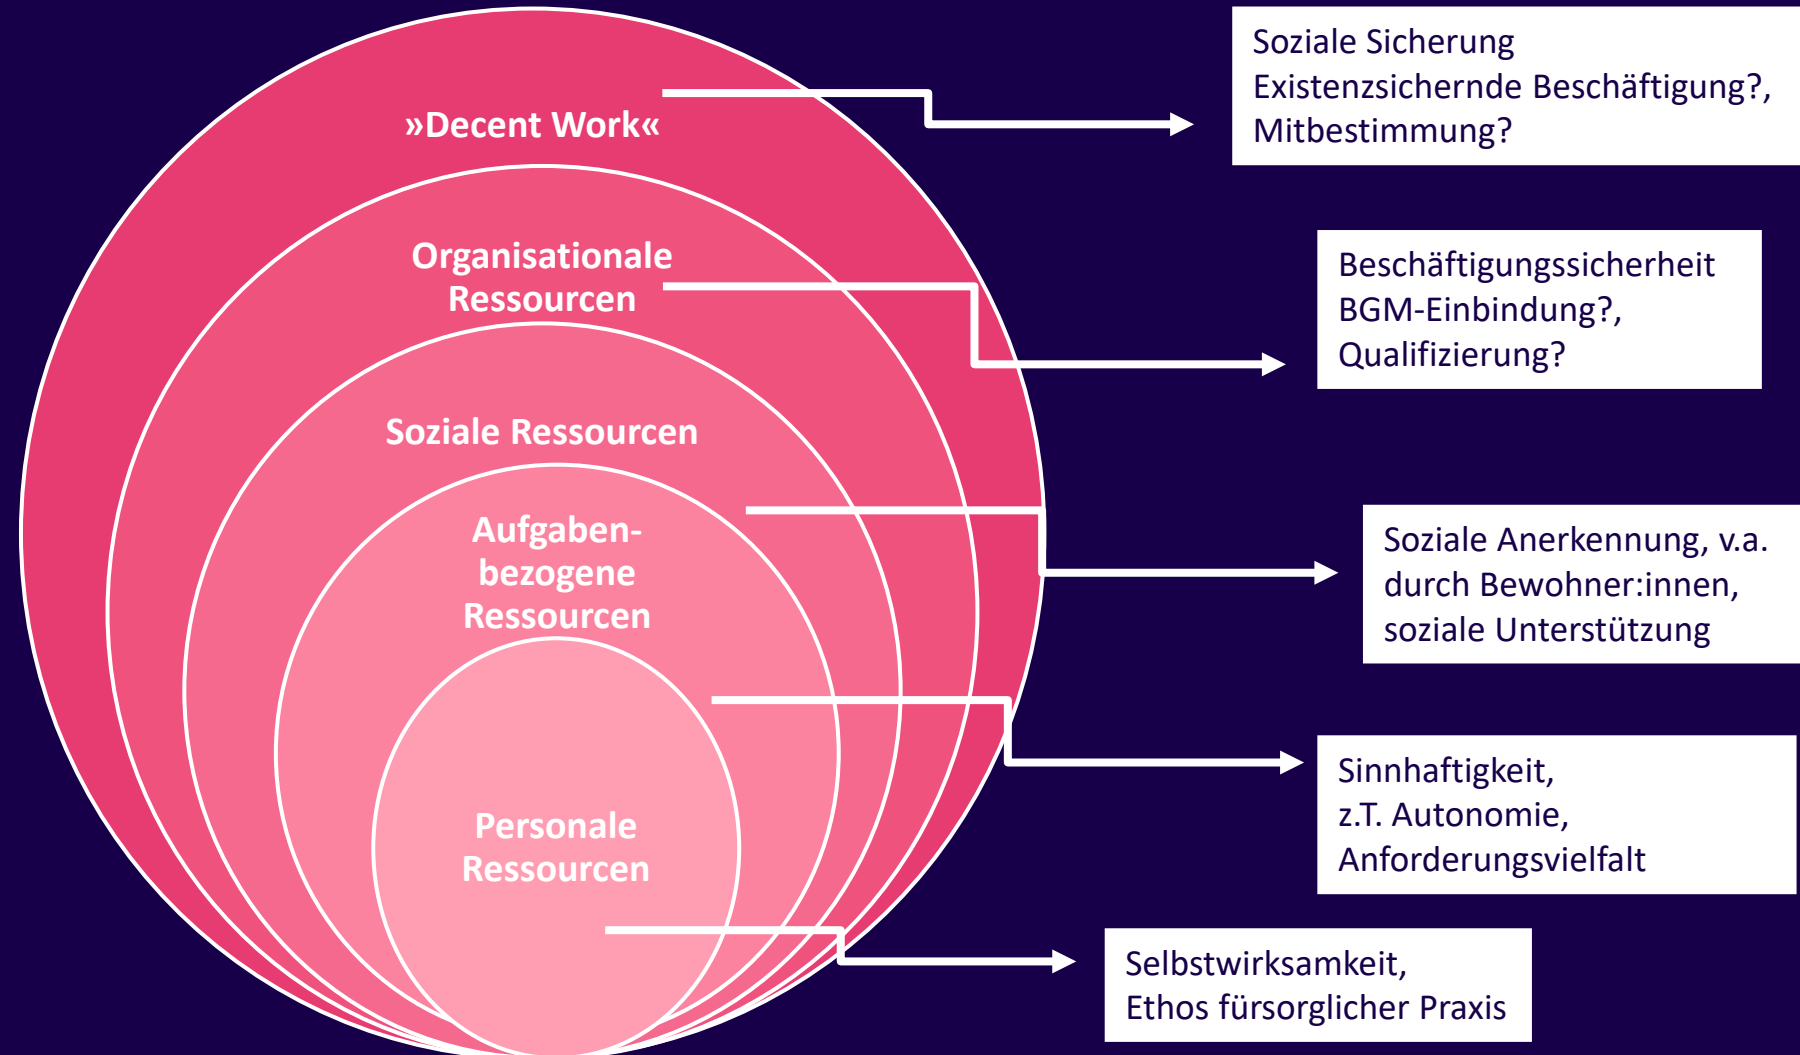 »Decent Work«
Soziale Sicherung
Existenzsichernde Beschäftigung?,
Mitbestimmung?
Organisationale
Ressourcen
Beschäftigungssicherheit
BGM-Einbindung?,
Qualifizierung?
Soziale Ressourcen
Soziale Anerkennung, v.a.
durch Bewohner:innen,
soziale Unterstützung
Aufgaben-
bezogene
Ressourcen
Sinnhaftigkeit,
z.T. Autonomie,
Anforderungsvielfalt
Personale
Ressourcen
Selbstwirksamkeit,
Ethos fürsorglicher Praxis